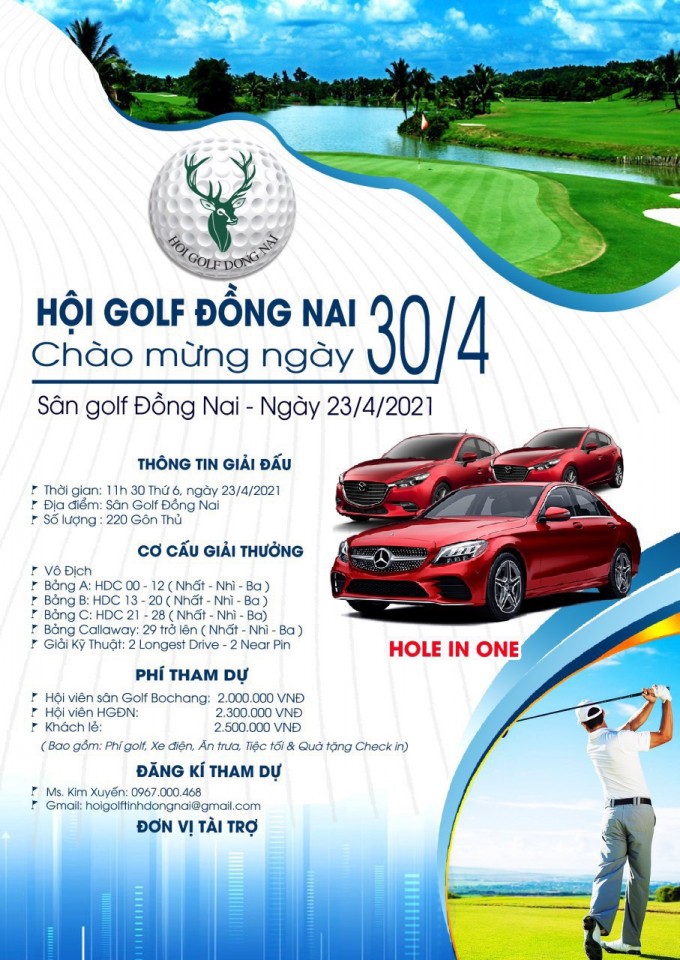 HOI GOLF DONG NAI
HỘI GOLF ĐỒNG NAI
Chào mừng ngày 30/4
Sân golf Đồng Nai - Ngày 23/4/2021
THÔNG TIN GIẢI ĐẤU
Thời gian: 11h 30 Thứ 6, ngày 23/4/2021
Địa điểm: Sân Golf Đồng Nai
Số lượng : 220 Gôn Thủ
CƠ CẤU GIẢI THƯỞNG
Vô Địch
Bảng A: HDC 00 - 12 ( Nhất - Nhì - Ba )
Bảng B: HDC 13 - 20 ( Nhất - Nhì - Ba )
Bảng C: HDC 21 - 28 ( Nhất - Nhì - Ba)
Bảng Callaway: 29 trở lên ( Nhất - Nhì - Ba )
Giải Kỹ Thuật: 2 Longest Drive - 2 Near Pin
HOLE IN ONE
PHÍ THAM DỰ
Hội viên sân Golf Bochang: 2.000.000 VNĐ
Hội viên HGĐN: 2.300.000 VNĐ
Khách lẻ: 2.500.000 VNĐ
( Bao gồm: Phí golf, Xe điện, Ăn trưa, Tiệc tối & Quà tặng Check in)
ĐĂNG KÍ THAM DỰ
Ms. Kim Xuyến: 0967.000.468
Gmail: hoigolftinhdongnai@gmail.com
ĐƠN VỊ TÀI TRỢ